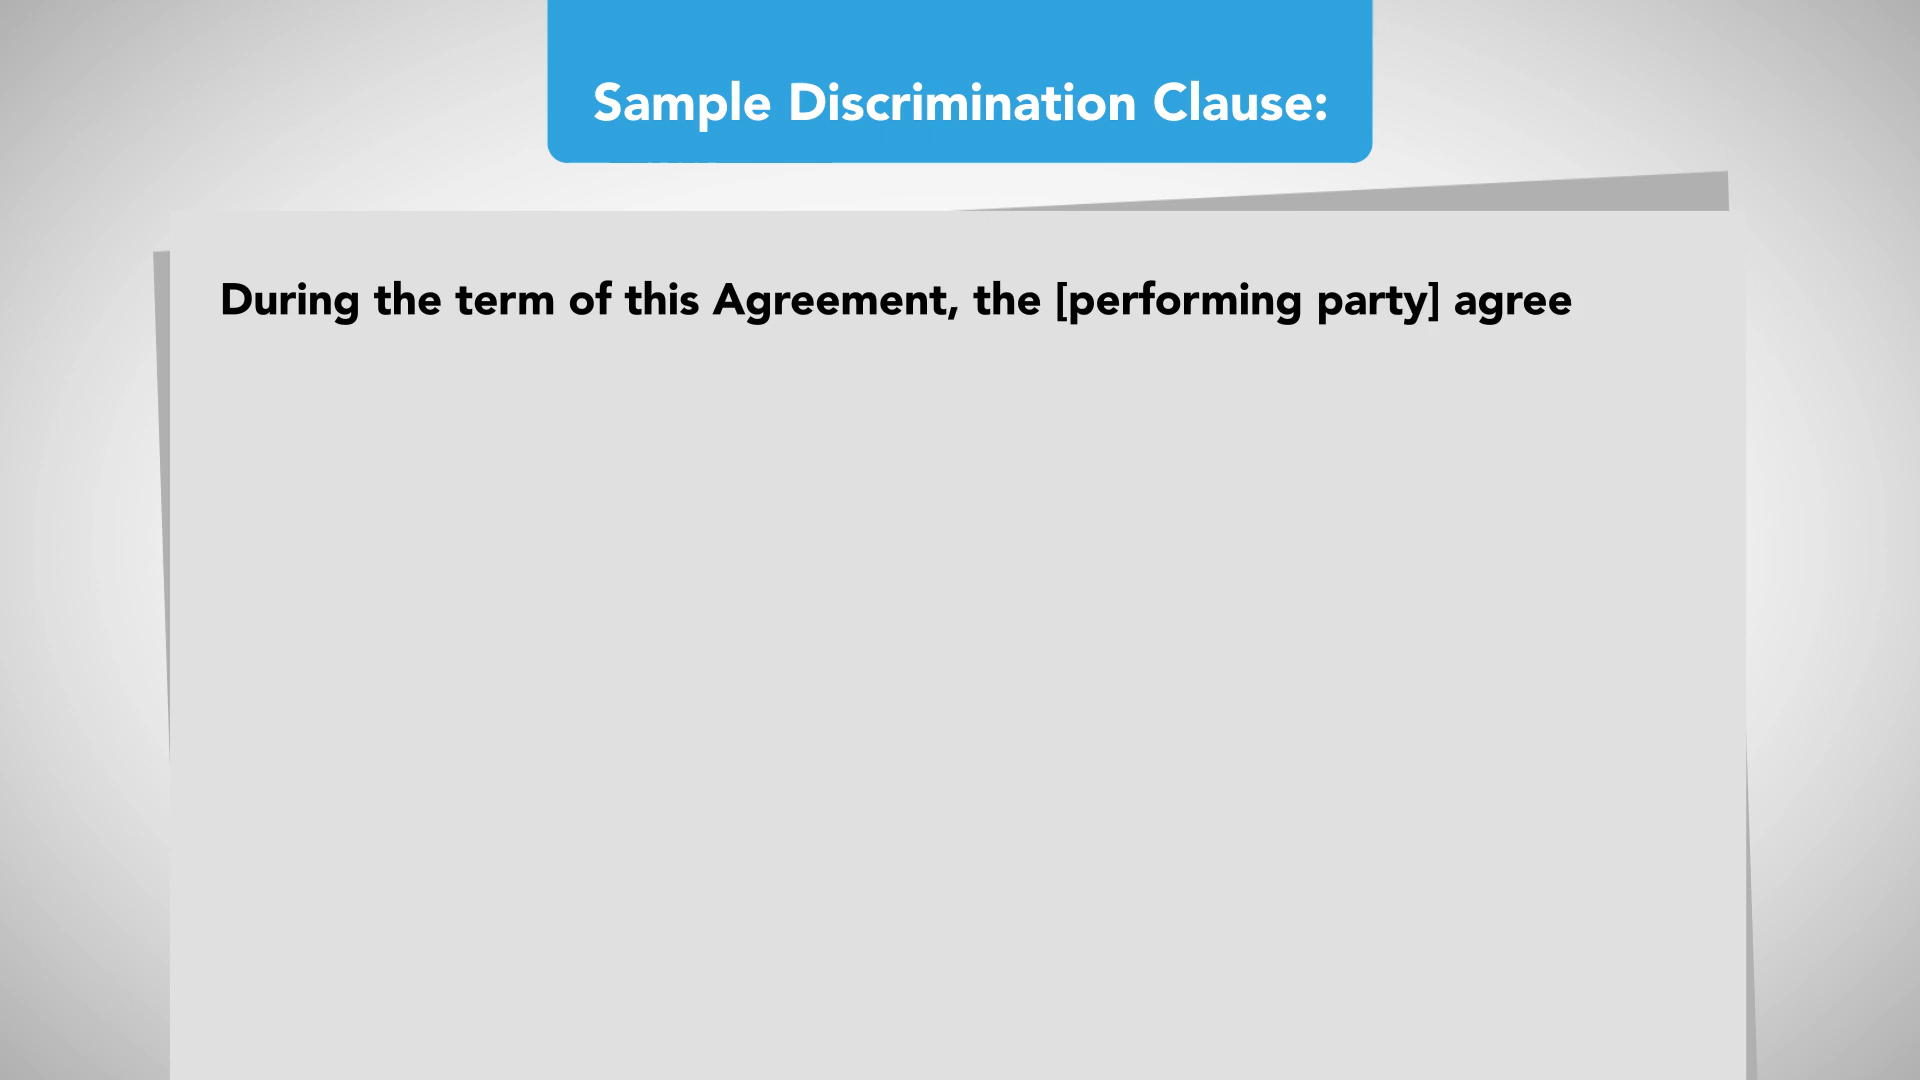 Sample Discrimination Clause:
During the term of this Agreement, the [performing party] agree